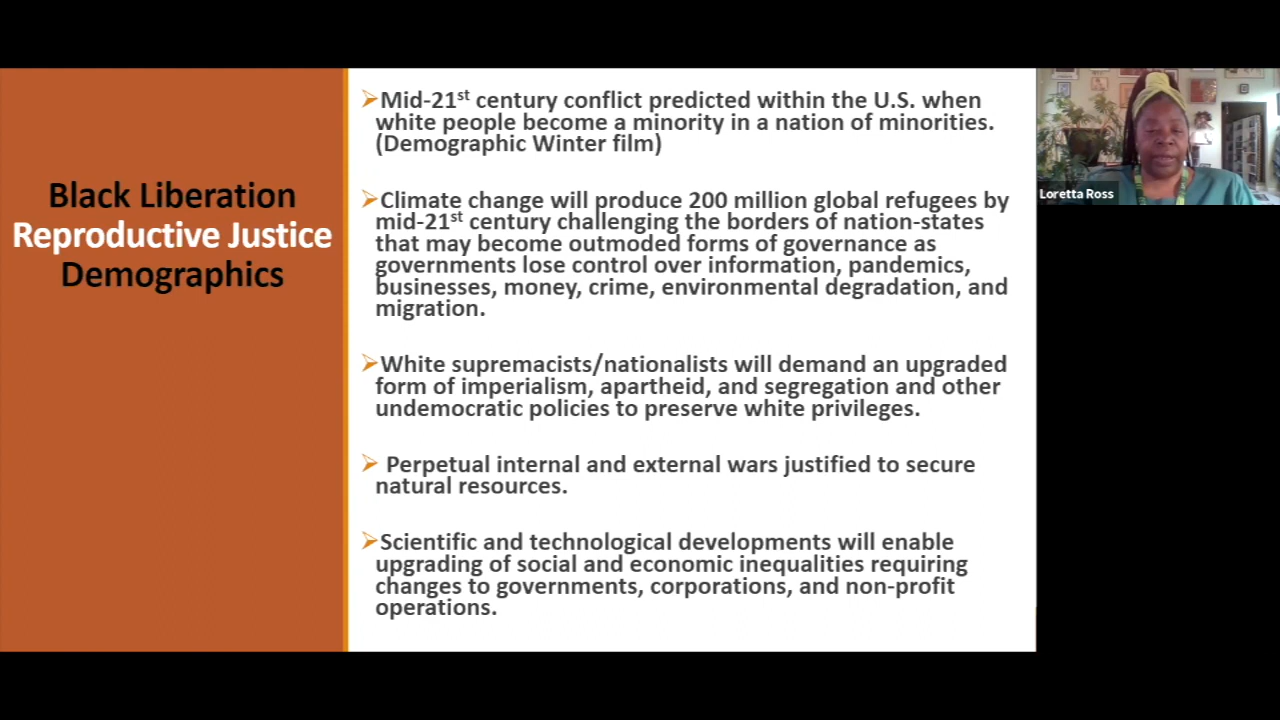 Black Liberation
Reproductive Justice
Demographics
➢Mid-21st century conflict predicted within the U.S. when
white people become a minority in a nation of minorities.
(Demographic Winter film)
➢Climate change will produce 200 million global refugees by
mid-21st century challenging the borders of nation-states
that may become outmoded forms of governance as
governments lose control over information, pandemics,
businesses, money, crime, environmental degradation, and
migration.
➢White supremacists/nationalists will demand an upgraded
form of imperialism, apartheid, and segregation and other
undemocratic policies to preserve white privileges.
➢ Perpetual internal and external wars justified to secure
natural resources.
➢Scientific and technological developments will enable
upgrading of social and economic inequalities requiring
changes to governments, corporations, and non-profit
operations.
Loretta Ross